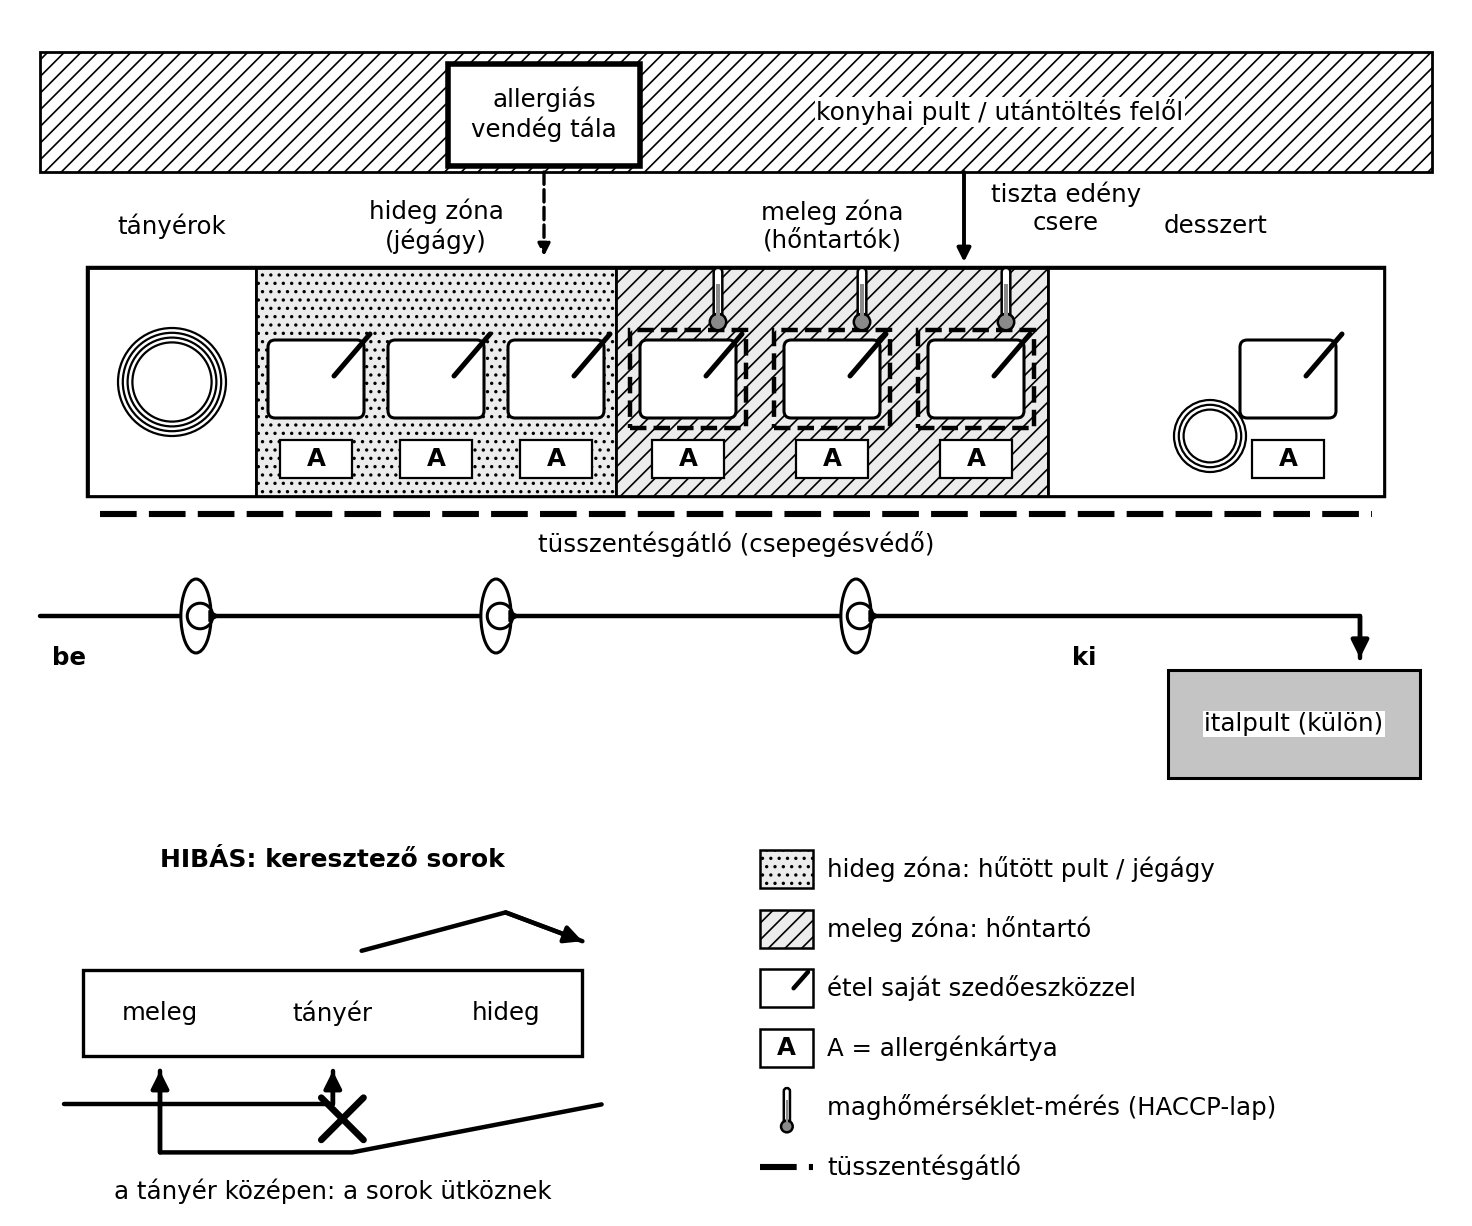 allergiás
vendég tála
konyhai pult / utántöltés felől
tányérok
hideg zóna
(jégágy)
meleg zóna
(hőntartók)
tiszta edény
csere
desszert
A
A
A
A
A
A
A
tüsszentésgátló (csepegésvédő)
be
ki
italpult (külön)
HIBÁS: keresztező sorok
meleg
tányér
hideg
a tányér középen: a sorok ütköznek
hideg zóna: hűtött pult / jégágy
meleg zóna: hőntartó
étel saját szedőeszközzel
A
A = allergénkártya
maghőmérséklet-mérés (HACCP-lap)
tüsszentésgátló